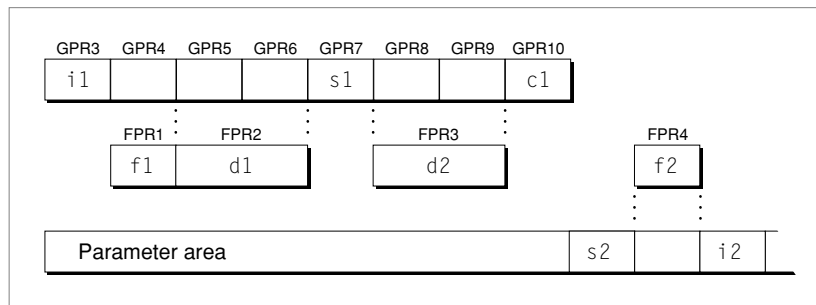 GPR3 GPR4 GPR5 GPR6 GPR7 GPR8 GPR9 GPR10
i1 s1 c1
FPR1 FPR2 FPR3 FPR4
f1 d1 d2 f2
Parameter area s2 i2